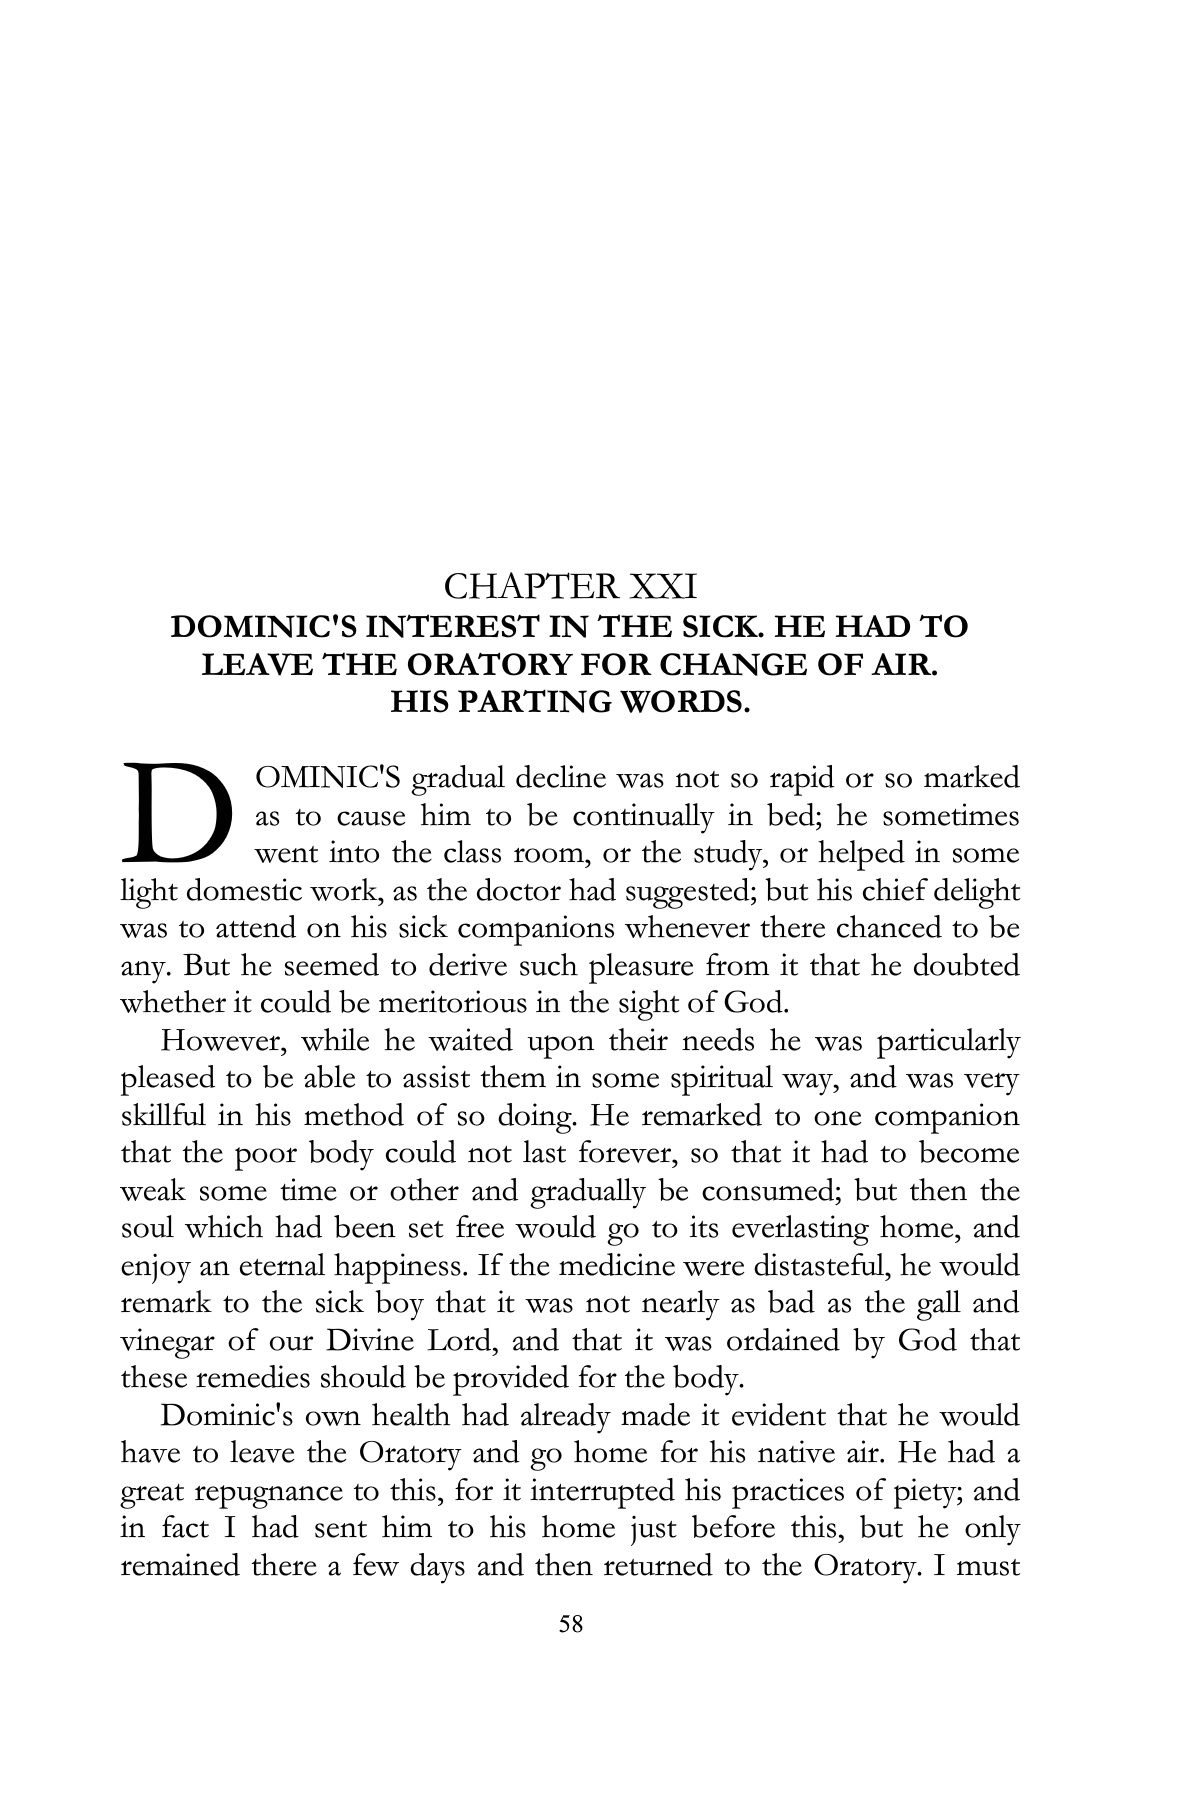 CHAPTER XXI
DOMINIC'S INTEREST IN THE SICK. HE HAD TO
LEAVE THE ORATORY FOR CHANGE OF AIR.
HIS PARTING WORDS.
DOMINIC'S gradual decline was not so rapid or so marked
as to cause him to be continually in bed; he sometimes
went into the class room, or the study, or helped in some
light domestic work, as the doctor had suggested; but his chief delight
was to attend on his sick companions whenever there chanced to be
any. But he seemed to derive such pleasure from it that he doubted
whether it could be meritorious in the sight of God.
However, while he waited upon their needs he was particularly
pleased to be able to assist them in some spiritual way, and was very
skillful in his method of so doing. He remarked to one companion
that the poor body could not last forever, so that it had to become
weak some time or other and gradually be consumed; but then the
soul which had been set free would go to its everlasting home, and
enjoy an eternal happiness. If the medicine were distasteful, he would
remark to the sick boy that it was not nearly as bad as the gall and
vinegar of our Divine Lord, and that it was ordained by God that
these remedies should be provided for the body.
Dominic's own health had already made it evident that he would
have to leave the Oratory and go home for his native air. He had a
great repugnance to this, for it interrupted his practices of piety; and
in fact I had sent him to his home just before this, but he only
remained there a few days and then returned to the Oratory. I must
58